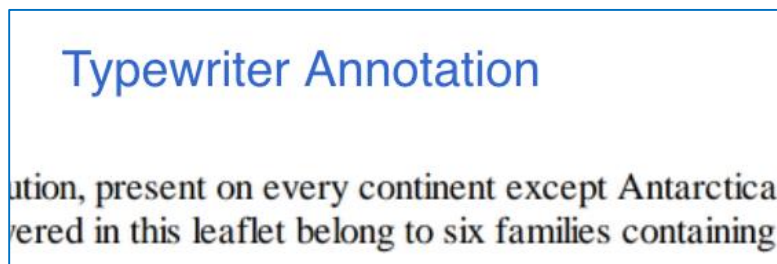 Typewriter Annotation
ution, present on every continent except Antarctica
vered in this leaflet belong to six families containing